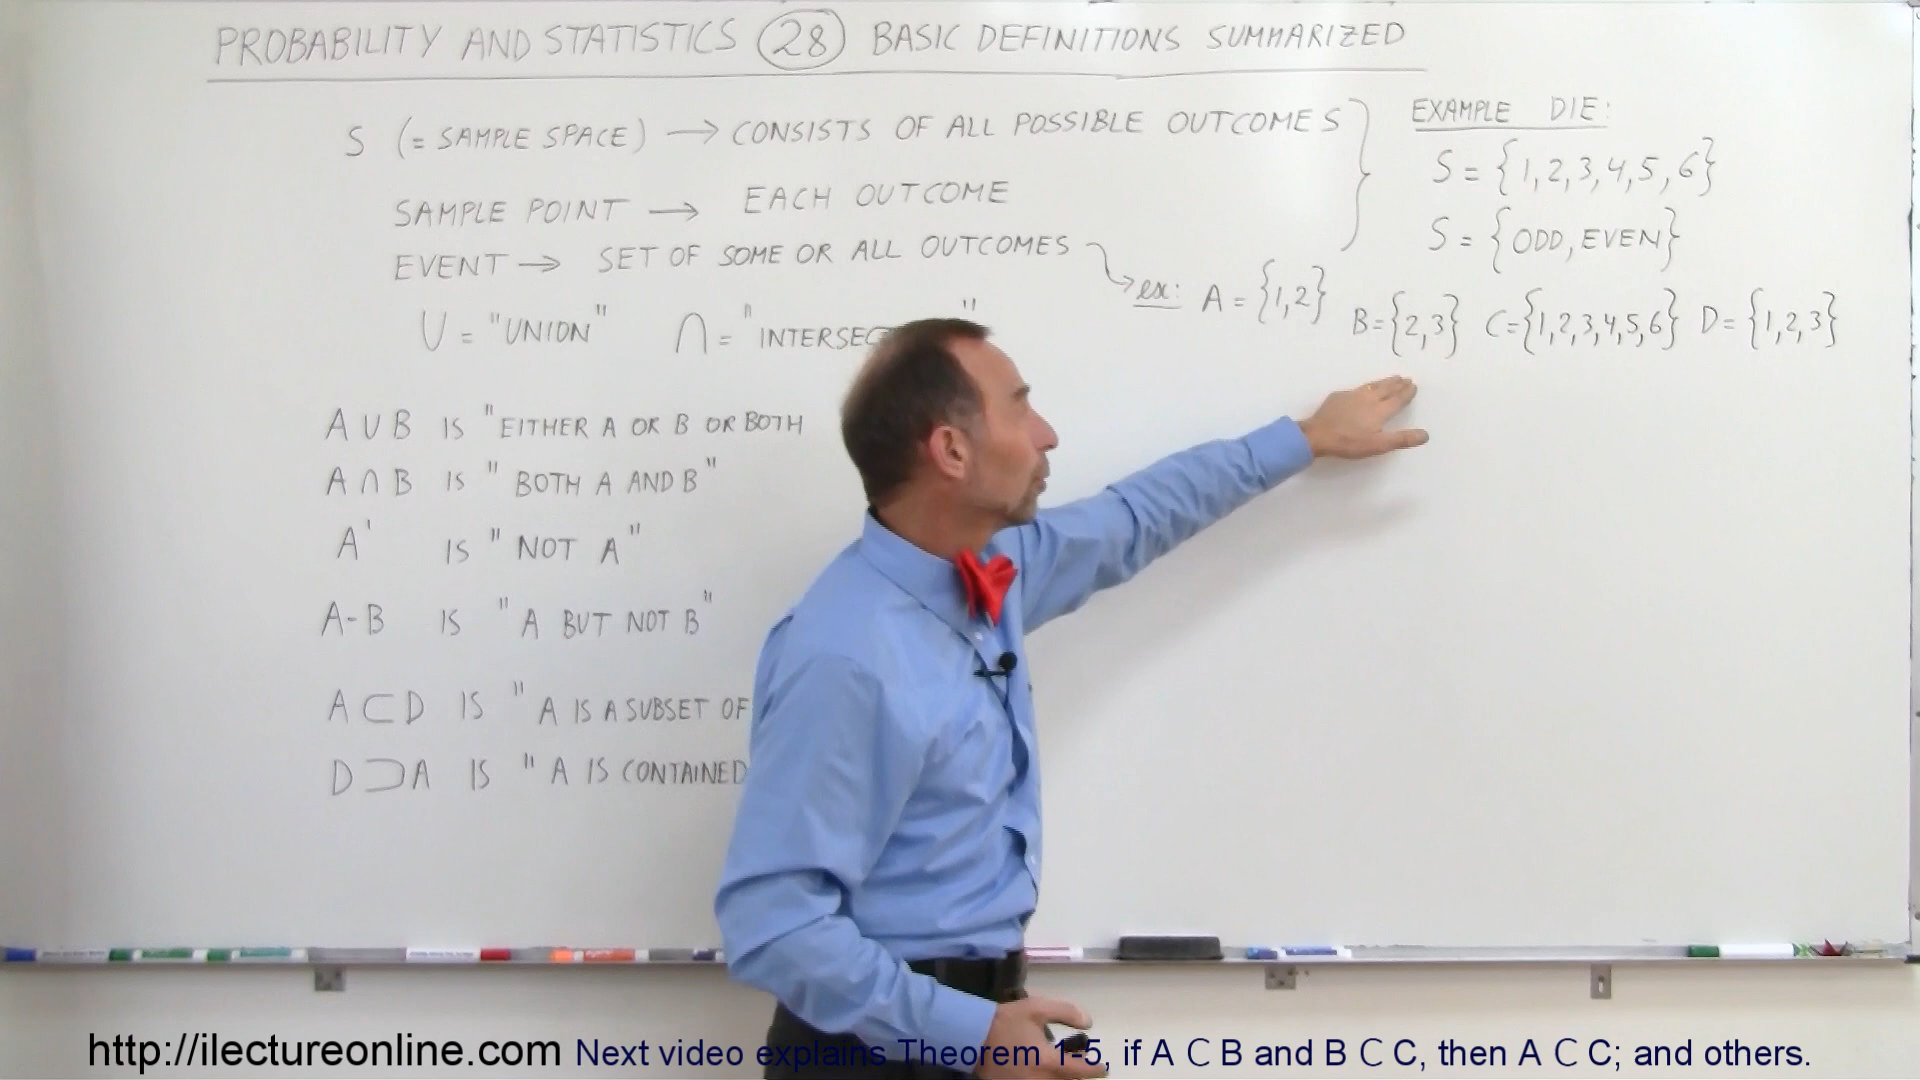 PROBABILITY AND STATISTICS 28 BASIC DEFINITIONS SUMMARIZED
S (= SAMPLE SPACE) → CONSISTS OF ALL POSSIBLE OUTCOMES
SAMPLE POINT → EACH OUTCOME
EVENT → SET OF SOME OR ALL OUTCOMES
ex: A = {1,2} B={2,3} C={1,2,3,4,5,6} D = {1,2,3}
EXAMPLE DIE:
S = {1,2,3,4,5,6}
S = {ODD, EVEN}
U = "UNION" ∩ = "INTERSEC "
A U B IS "EITHER A OR B OR BOTH
A ∩ B IS "BOTH A AND B"
A' IS "NOT A"
A-B IS "A BUT NOT B"
A ⊂ D IS "A IS A SUBSET OF
D ⊃ A IS "A IS CONTAINED
http://ilectureonline.com Next video explains Theorem 1-5, if A ⊂ B and B ⊂ C, then A ⊂ C; and others.